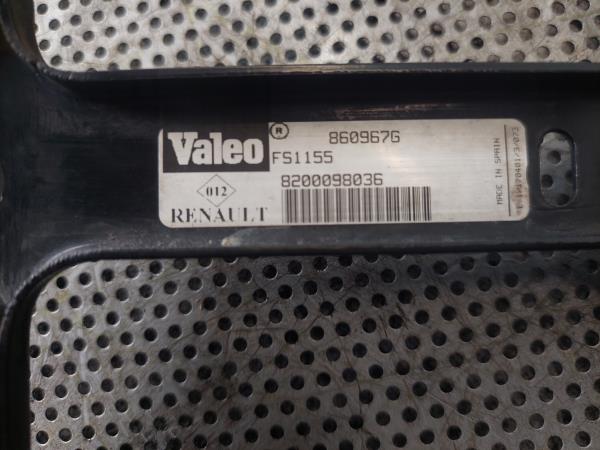 Valeo ® 860967G
FS1155
012
8200098036
RENAULT
MADE IN SPAIN